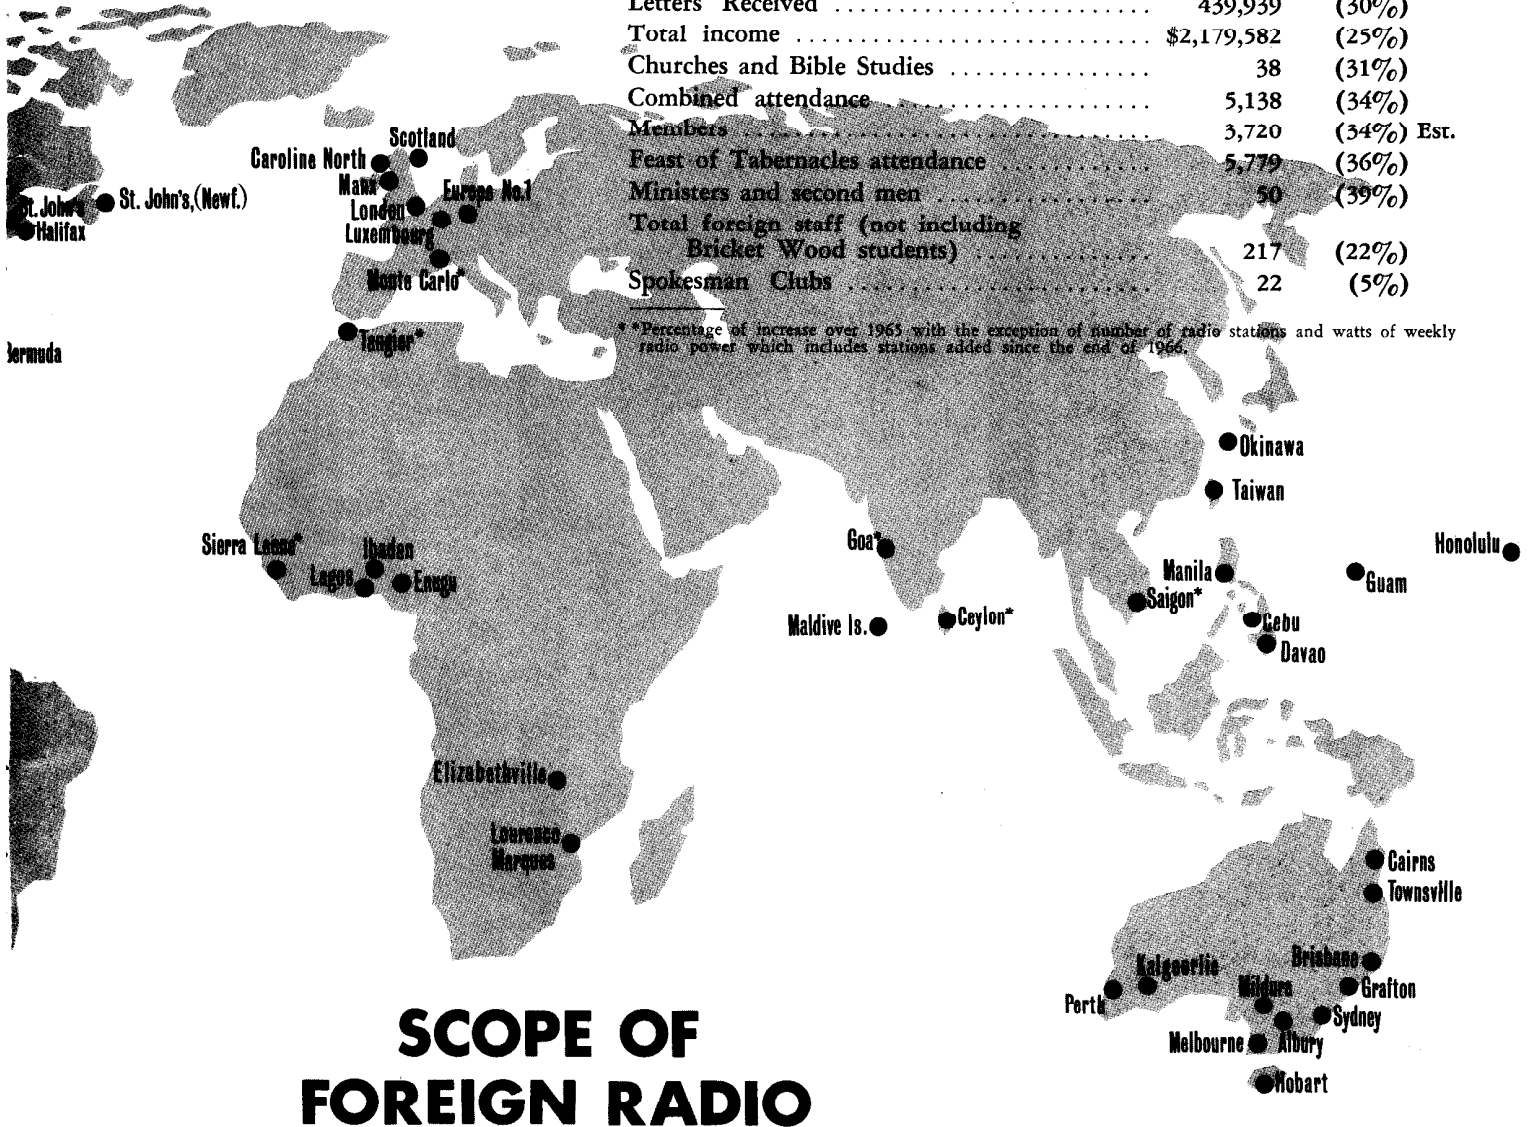 Letters Received ......................... 439,939 (30%)
Total income ............................ $2,179,582 (25%)
Churches and Bible Studies ................ 38 (31%)
Combined attendance ..................... 5,138 (34%)
Members ................................ 3,720 (34%) Est.
Feast of Tabernacles attendance ............. 5,779 (36%)
Ministers and second men .................. 50 (39%)
Total foreign staff (not including
Bricket Wood students) .............. 217 (22%)
Spokesman Clubs ........................ 22 (5%)
**Percentage of increase over 1965 with the exception of number of radio stations and watts of weekly
radio power which includes stations added since the end of 1966.
Scotland
Caroline North
Manx
Europe No.1
St. John's,(Newf.)
London
St. John's
Halifax
Luxembourg
Monte Carlo*
Tangier*
Bermuda
Okinawa
Taiwan
Sierra Leone*
Ibadan
Lagos
Enugu
Goa*
Honolulu
Manila
Guam
Saigon*
Maldive Is.
Ceylon*
Cebu
Davao
Elizabethville
Lourenco
Marques
Cairns
Townsville
Brisbane
Kalgoorlie
Mildura
Grafton
Perth
Sydney
Melbourne
Albury
Hobart
SCOPE OF
FOREIGN RADIO